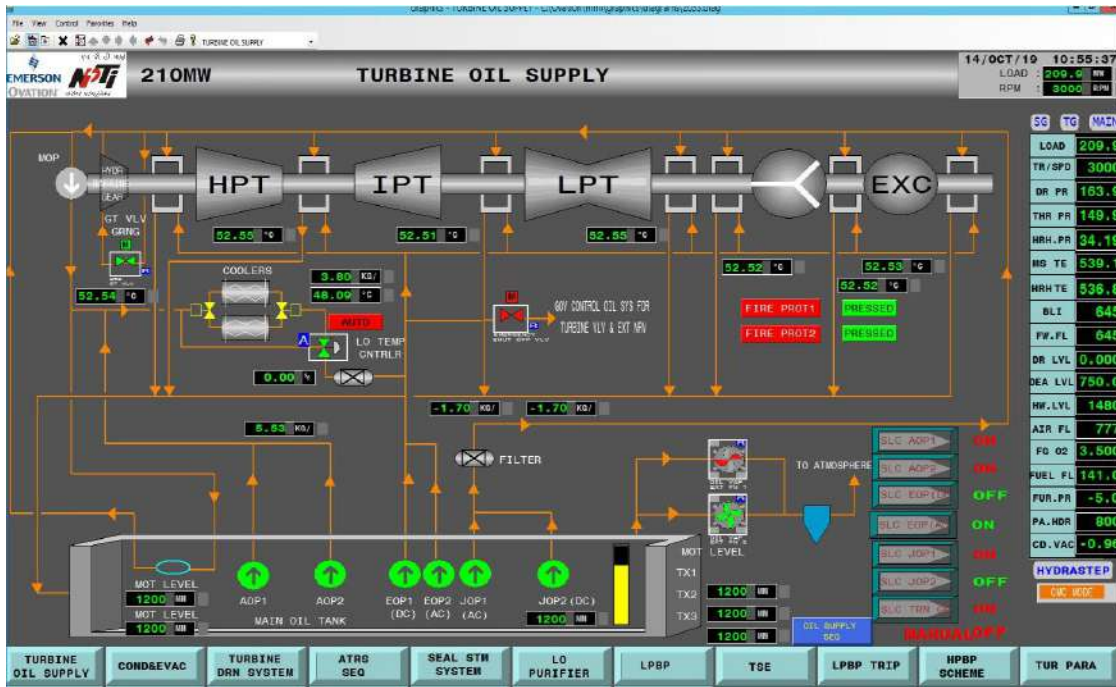 Graphics - TURBINE OIL SUPPLY
File View Control Favorites Help
TURBINE OIL SUPPLY
EMERSON
OVATION
NPTi
210MW
TURBINE OIL SUPPLY
14/OCT/19 10:55:37
LOAD : 209.9 MW
RPM : 3000 RPM
SG TG MAIN
LOAD 209.9
TR/SPD 3000
DR PR 163.9
THR PR 149.9
HRH.PR 34.19
MS TE 539.1
HRHTE 536.8
BLI 645
FW.FL 645
DR LVL 0.000
DEA LVL 750.0
HW.LVL 1480
AIR FL 777
FG O2 3.500
FUEL FL 141.0
FUR.PR -5.0
PA.HDR 800
CD.VAC -0.96
HYDRASTEP
CMC MODE
MOP
HPT
IPT
LPT
EXC
GT VLV
GRNG
52.55 °C
52.51 °C
52.55 °C
52.52 °C
52.53 °C
52.52 °C
52.54 °C
COOLERS
3.80 KG/
48.09 °C
AUTO
A
LO TEMP
CNTRLR
0.00 %
GOV CONTROL OIL SYS FOR
TURBINE VLV & EXT NRV
FIRE PROT1 PRESSED
FIRE PROT2 PRESSED
-1.70 KG/ -1.70 KG/
5.53 KG/
FILTER
TO ATMOSPHERE
SLC AOP1 ON
SLC AOP2 ON
OFF
ON
SLC JOP1 ON
SLC JOP2 OFF
MANUAL OFF
MOT LEVEL
1200 MM
MOT LEVEL
1200 MM
AOP1
AOP2
MAIN OIL TANK
EOP1
(DC)
EOP2
(AC)
JOP1
(AC)
JOP2 (DC)
1200 MM
MOT
LEVEL
TX1
TX2
TX3
1200 MM
1200 MM
1200 MM
OIL SUPPLY
SEQ
TURBINE
OIL SUPPLY
COND&EVAC
TURBINE
DRN SYSTEM
ATRS
SEQ
SEAL STM
SYSTEM
LO
PURIFIER
LPBP
TSE
LPBP TRIP
HPBP
SCHEME
TUR PARA